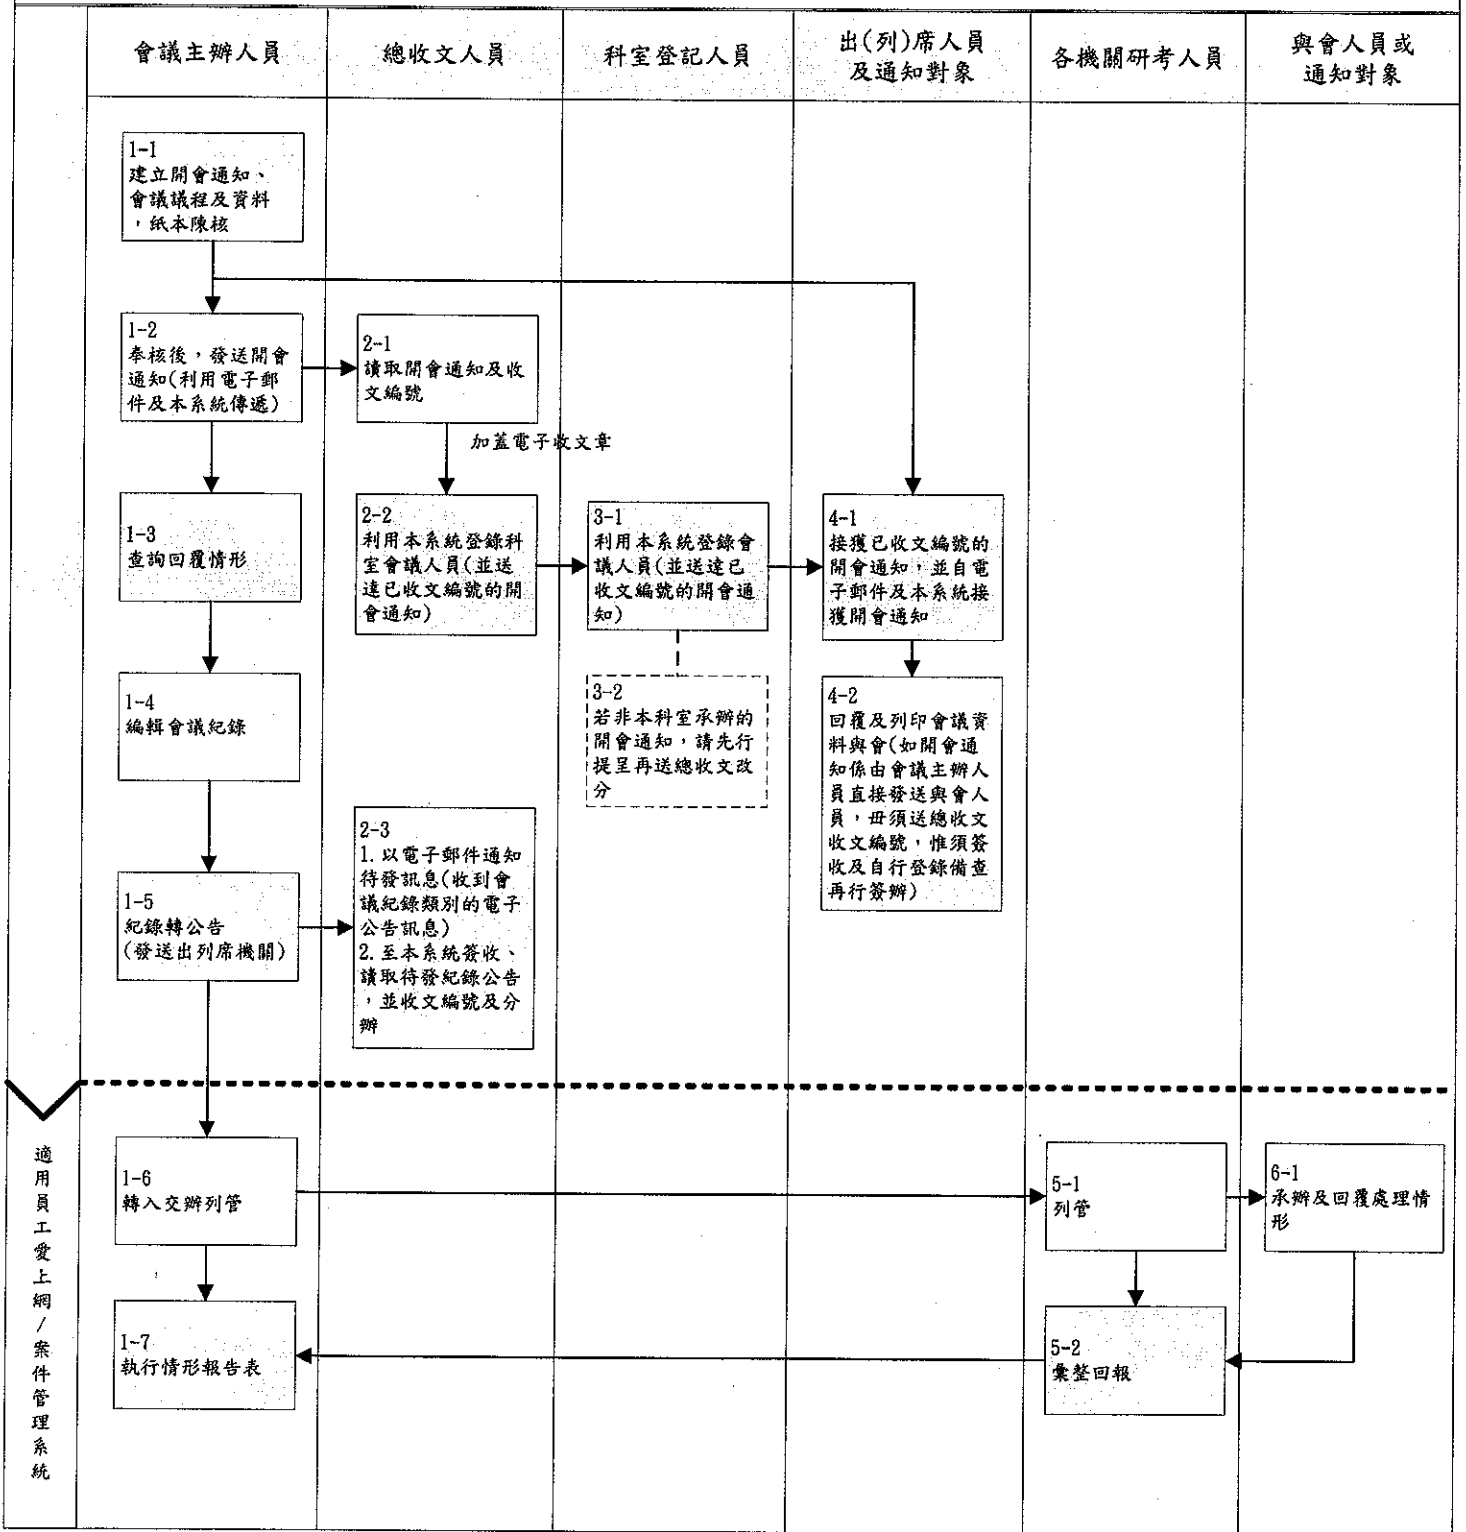 會議主辦人員
總收文人員
科室登記人員
出(列)席人員
及通知對象
各機關研考人員
與會人員或
通知對象
1-1
建立開會通知、
會議議程及資料
，紙本陳核
1-2
奉核後，發送開會
通知(利用電子郵
件及本系統傳遞)
2-1
讀取開會通知及收
文編號
加蓋電子收文章
1-3
查詢回覆情形
2-2
利用本系統登錄科
室會議人員(並送
達已收文編號的開
會通知)
3-1
利用本系統登錄會
議人員(並送達已
收文編號的開會通
知)
4-1
接獲已收文編號的
開會通知，並自電
子郵件及本系統接
獲開會通知
1-4
編輯會議紀錄
3-2
若非本科室承辦的
開會通知，請先行
提呈再送總收文改
分
4-2
回覆及列印會議資
料與會(如開會通
知係由會議主辦人
員直接發送與會人
員，毋須送總收文
收文編號，惟須簽
收及自行登錄備查
再行簽辦)
1-5
紀錄轉公告
(發送出列席機關)
2-3
1.以電子郵件通知
待發訊息(收到會
議紀錄類別的電子
公告訊息)
2.至本系統簽收、
讀取待發紀錄公告
，並收文編號及分
辦
適用員工愛上網/案件管理系統
1-6
轉入交辦列管
5-1
列管
6-1
承辦及回覆處理情
形
1-7
執行情形報告表
5-2
彙整回報